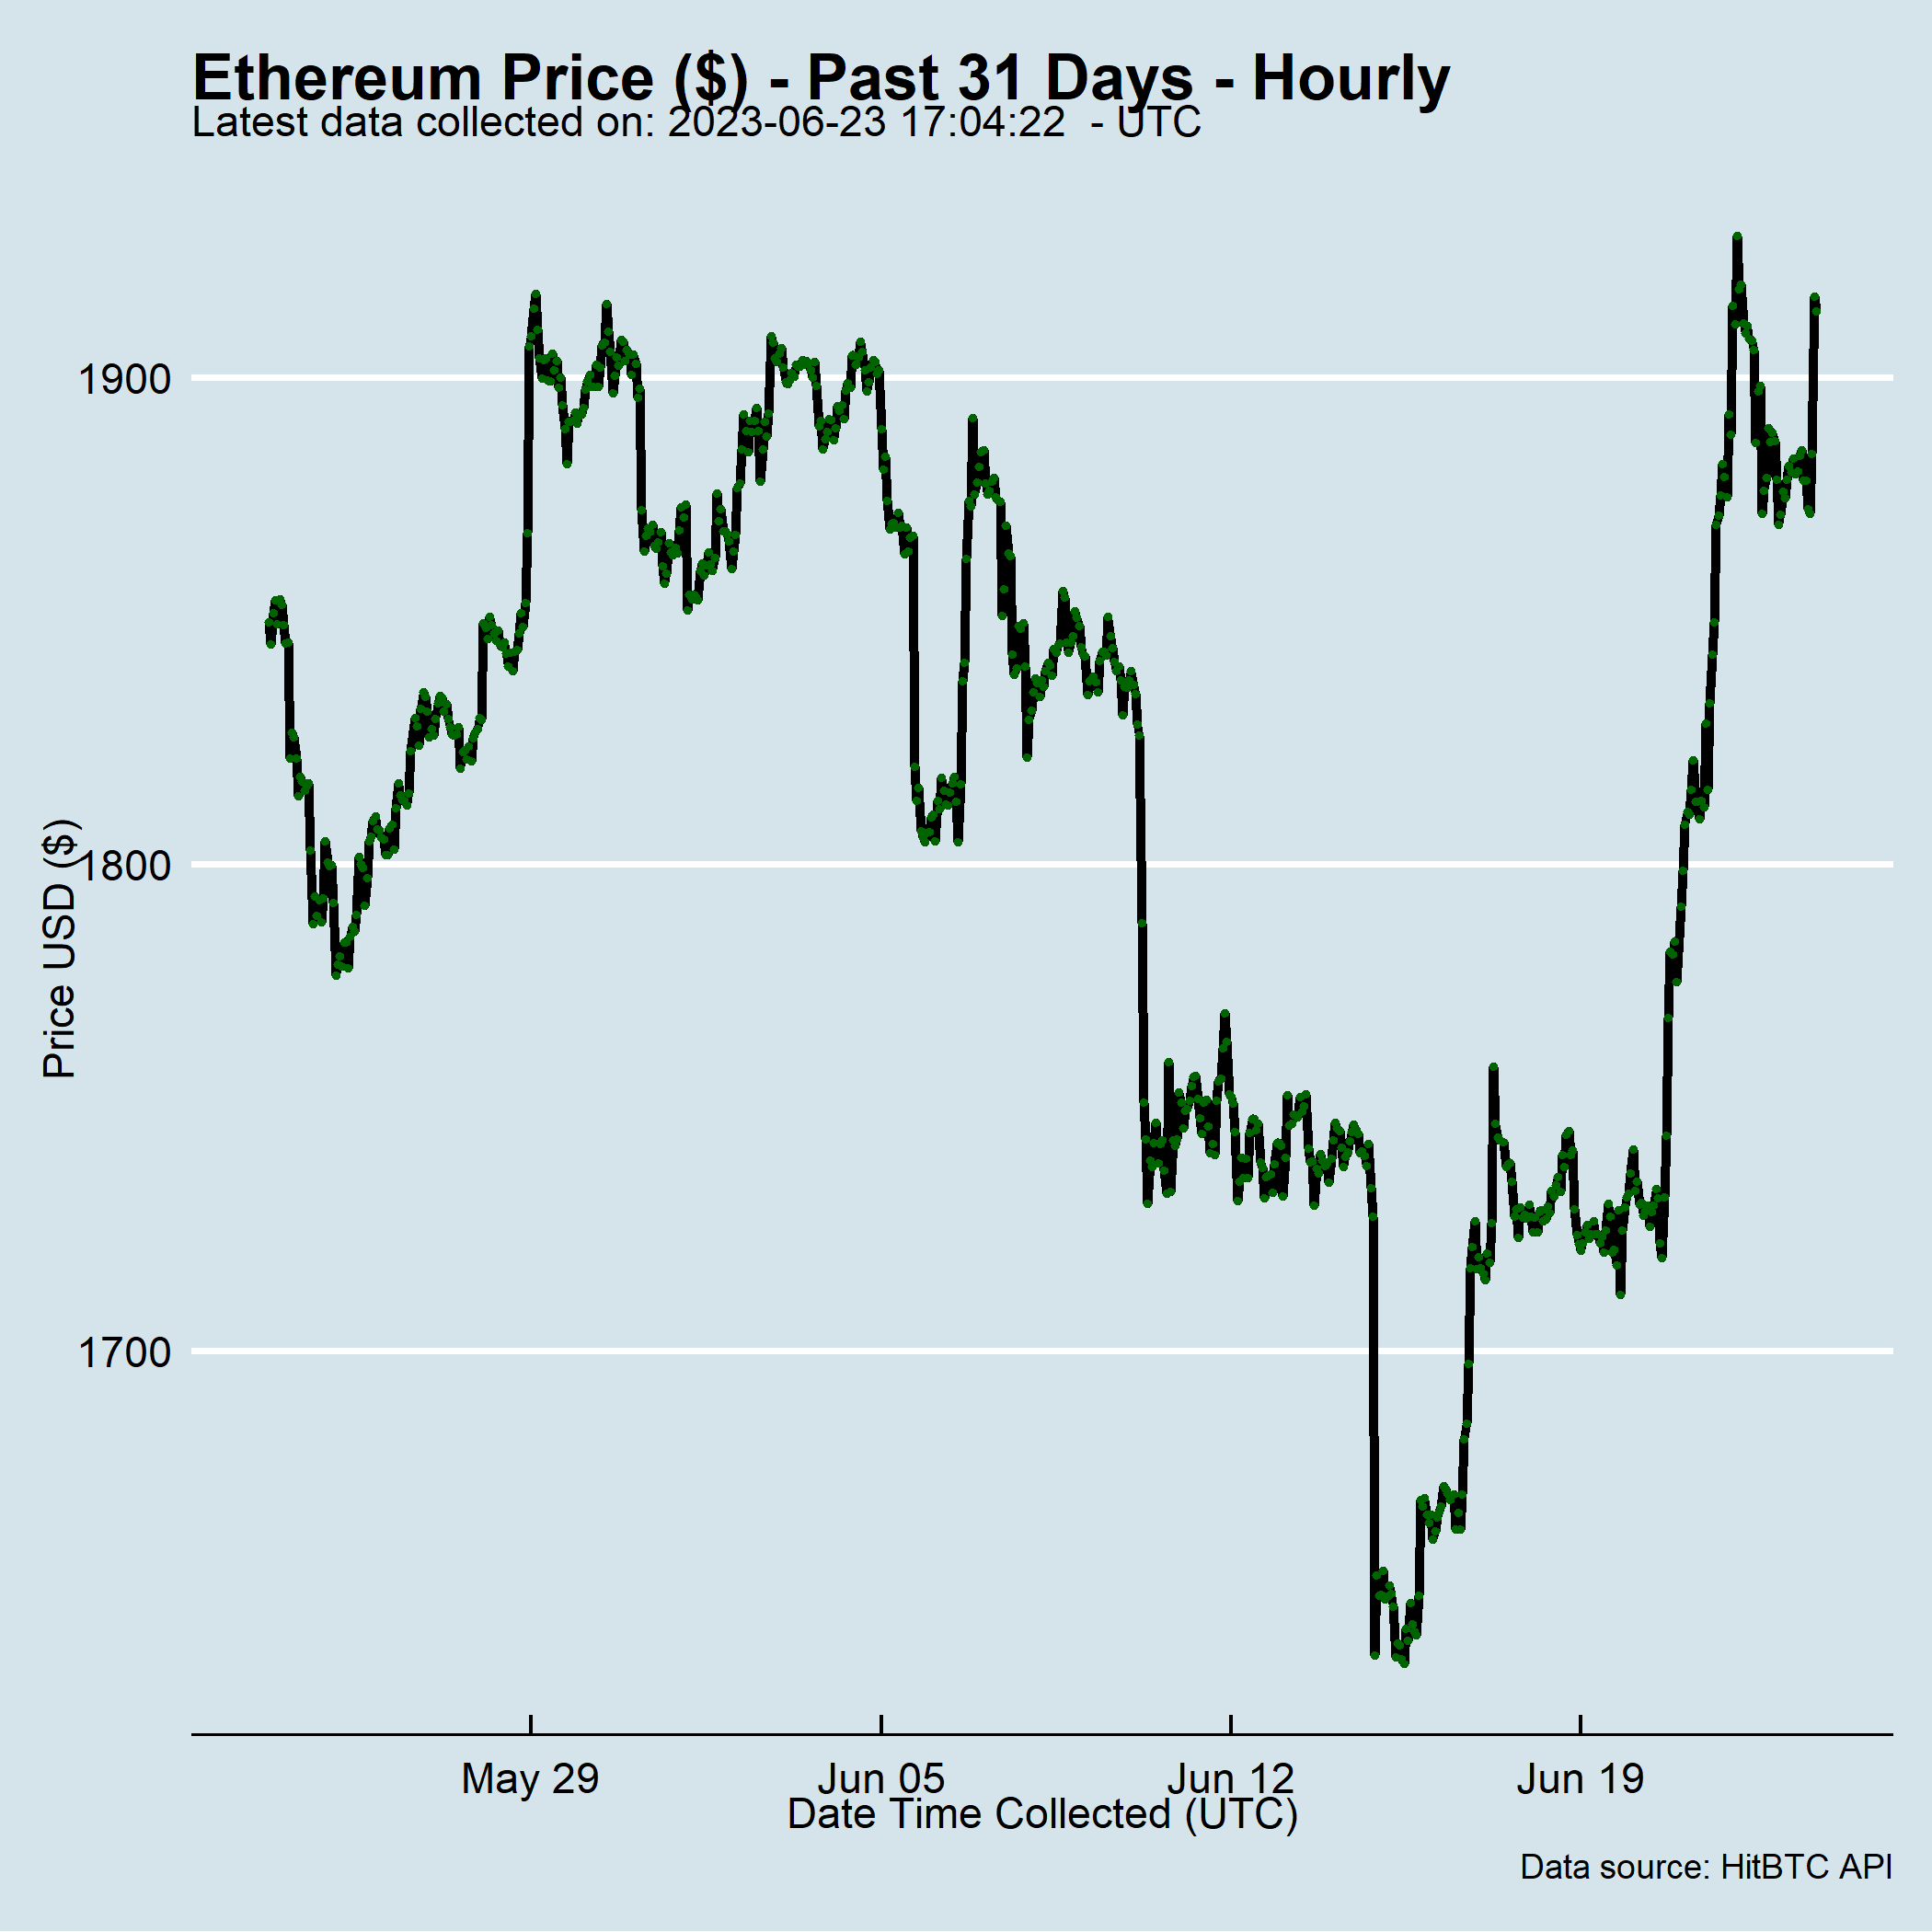 Ethereum Price ($) - Past 31 Days - Hourly
Latest data collected on: 2023-06-23 17:04:22  - UTC
1900
1800
1700
Price USD ($)
May 29
Jun 05
Jun 12
Jun 19
Date Time Collected (UTC)
Data source: HitBTC API